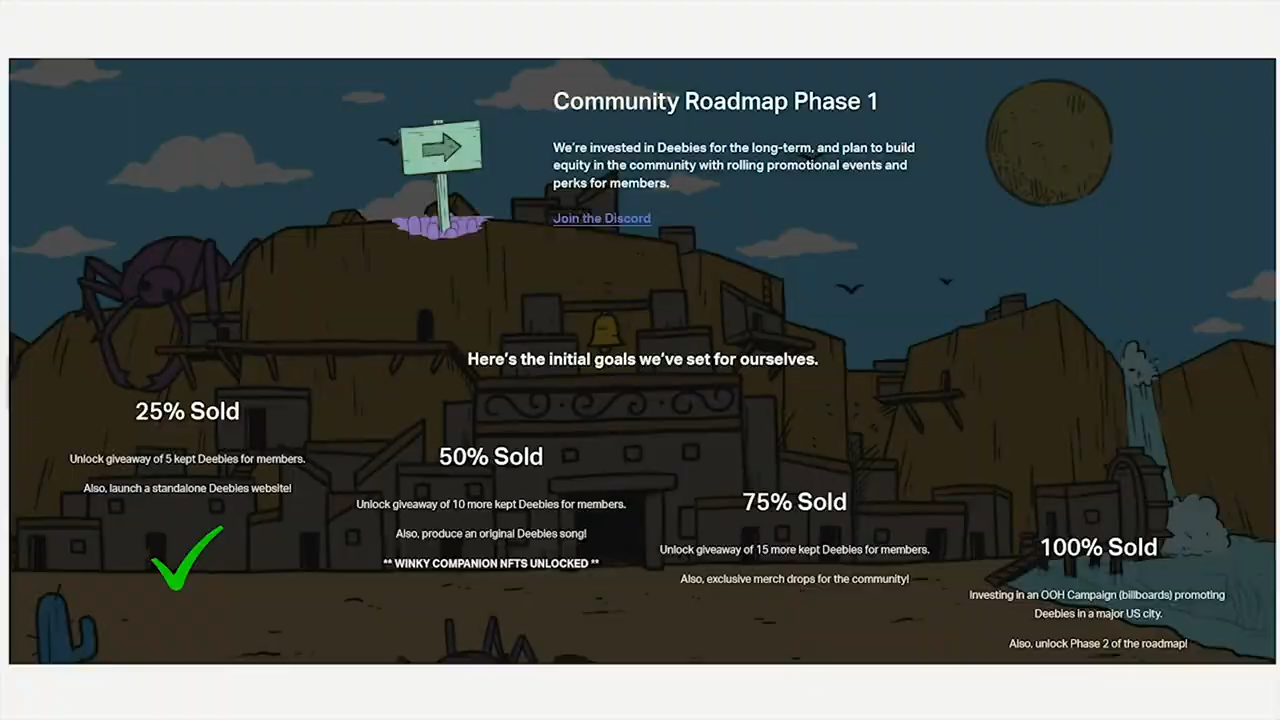 Community Roadmap Phase 1
We're invested in Deebies for the long-term, and plan to build
equity in the community with rolling promotional events and
perks for members.
Join the Discord
Here's the initial goals we've set for ourselves.
25% Sold
Unlock giveaway of 5 kept Deebies for members.
Also, launch a standalone Deebies website!
50% Sold
Unlock giveaway of 10 more kept Deebies for members.
Also, produce an original Deebies song!
** WINKY COMPANION NFTS UNLOCKED **
75% Sold
Unlock giveaway of 15 more kept Deebies for members.
Also, exclusive merch drops for the community!
100% Sold
Investing in an OOH Campaign (billboards) promoting
Deebies in a major US city.
Also, unlock Phase 2 of the roadmap!